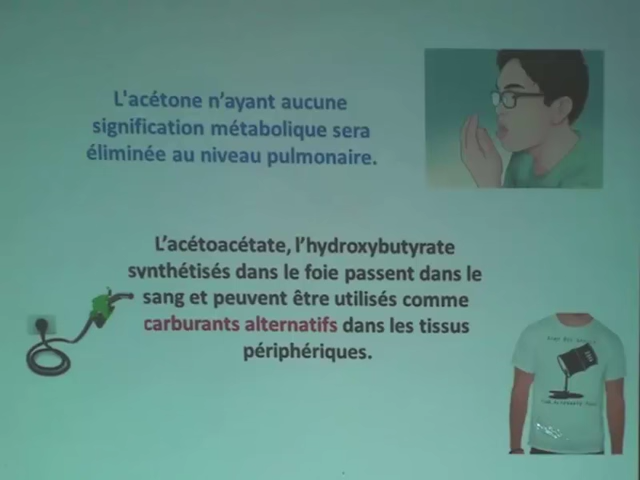 L'acétone n'ayant aucune
signification métabolique sera
éliminée au niveau pulmonaire.
L'acétoacétate, l'hydroxybutyrate
synthétisés dans le foie passent dans le
sang et peuvent être utilisés comme
carburants alternatifs dans les tissus
périphériques.